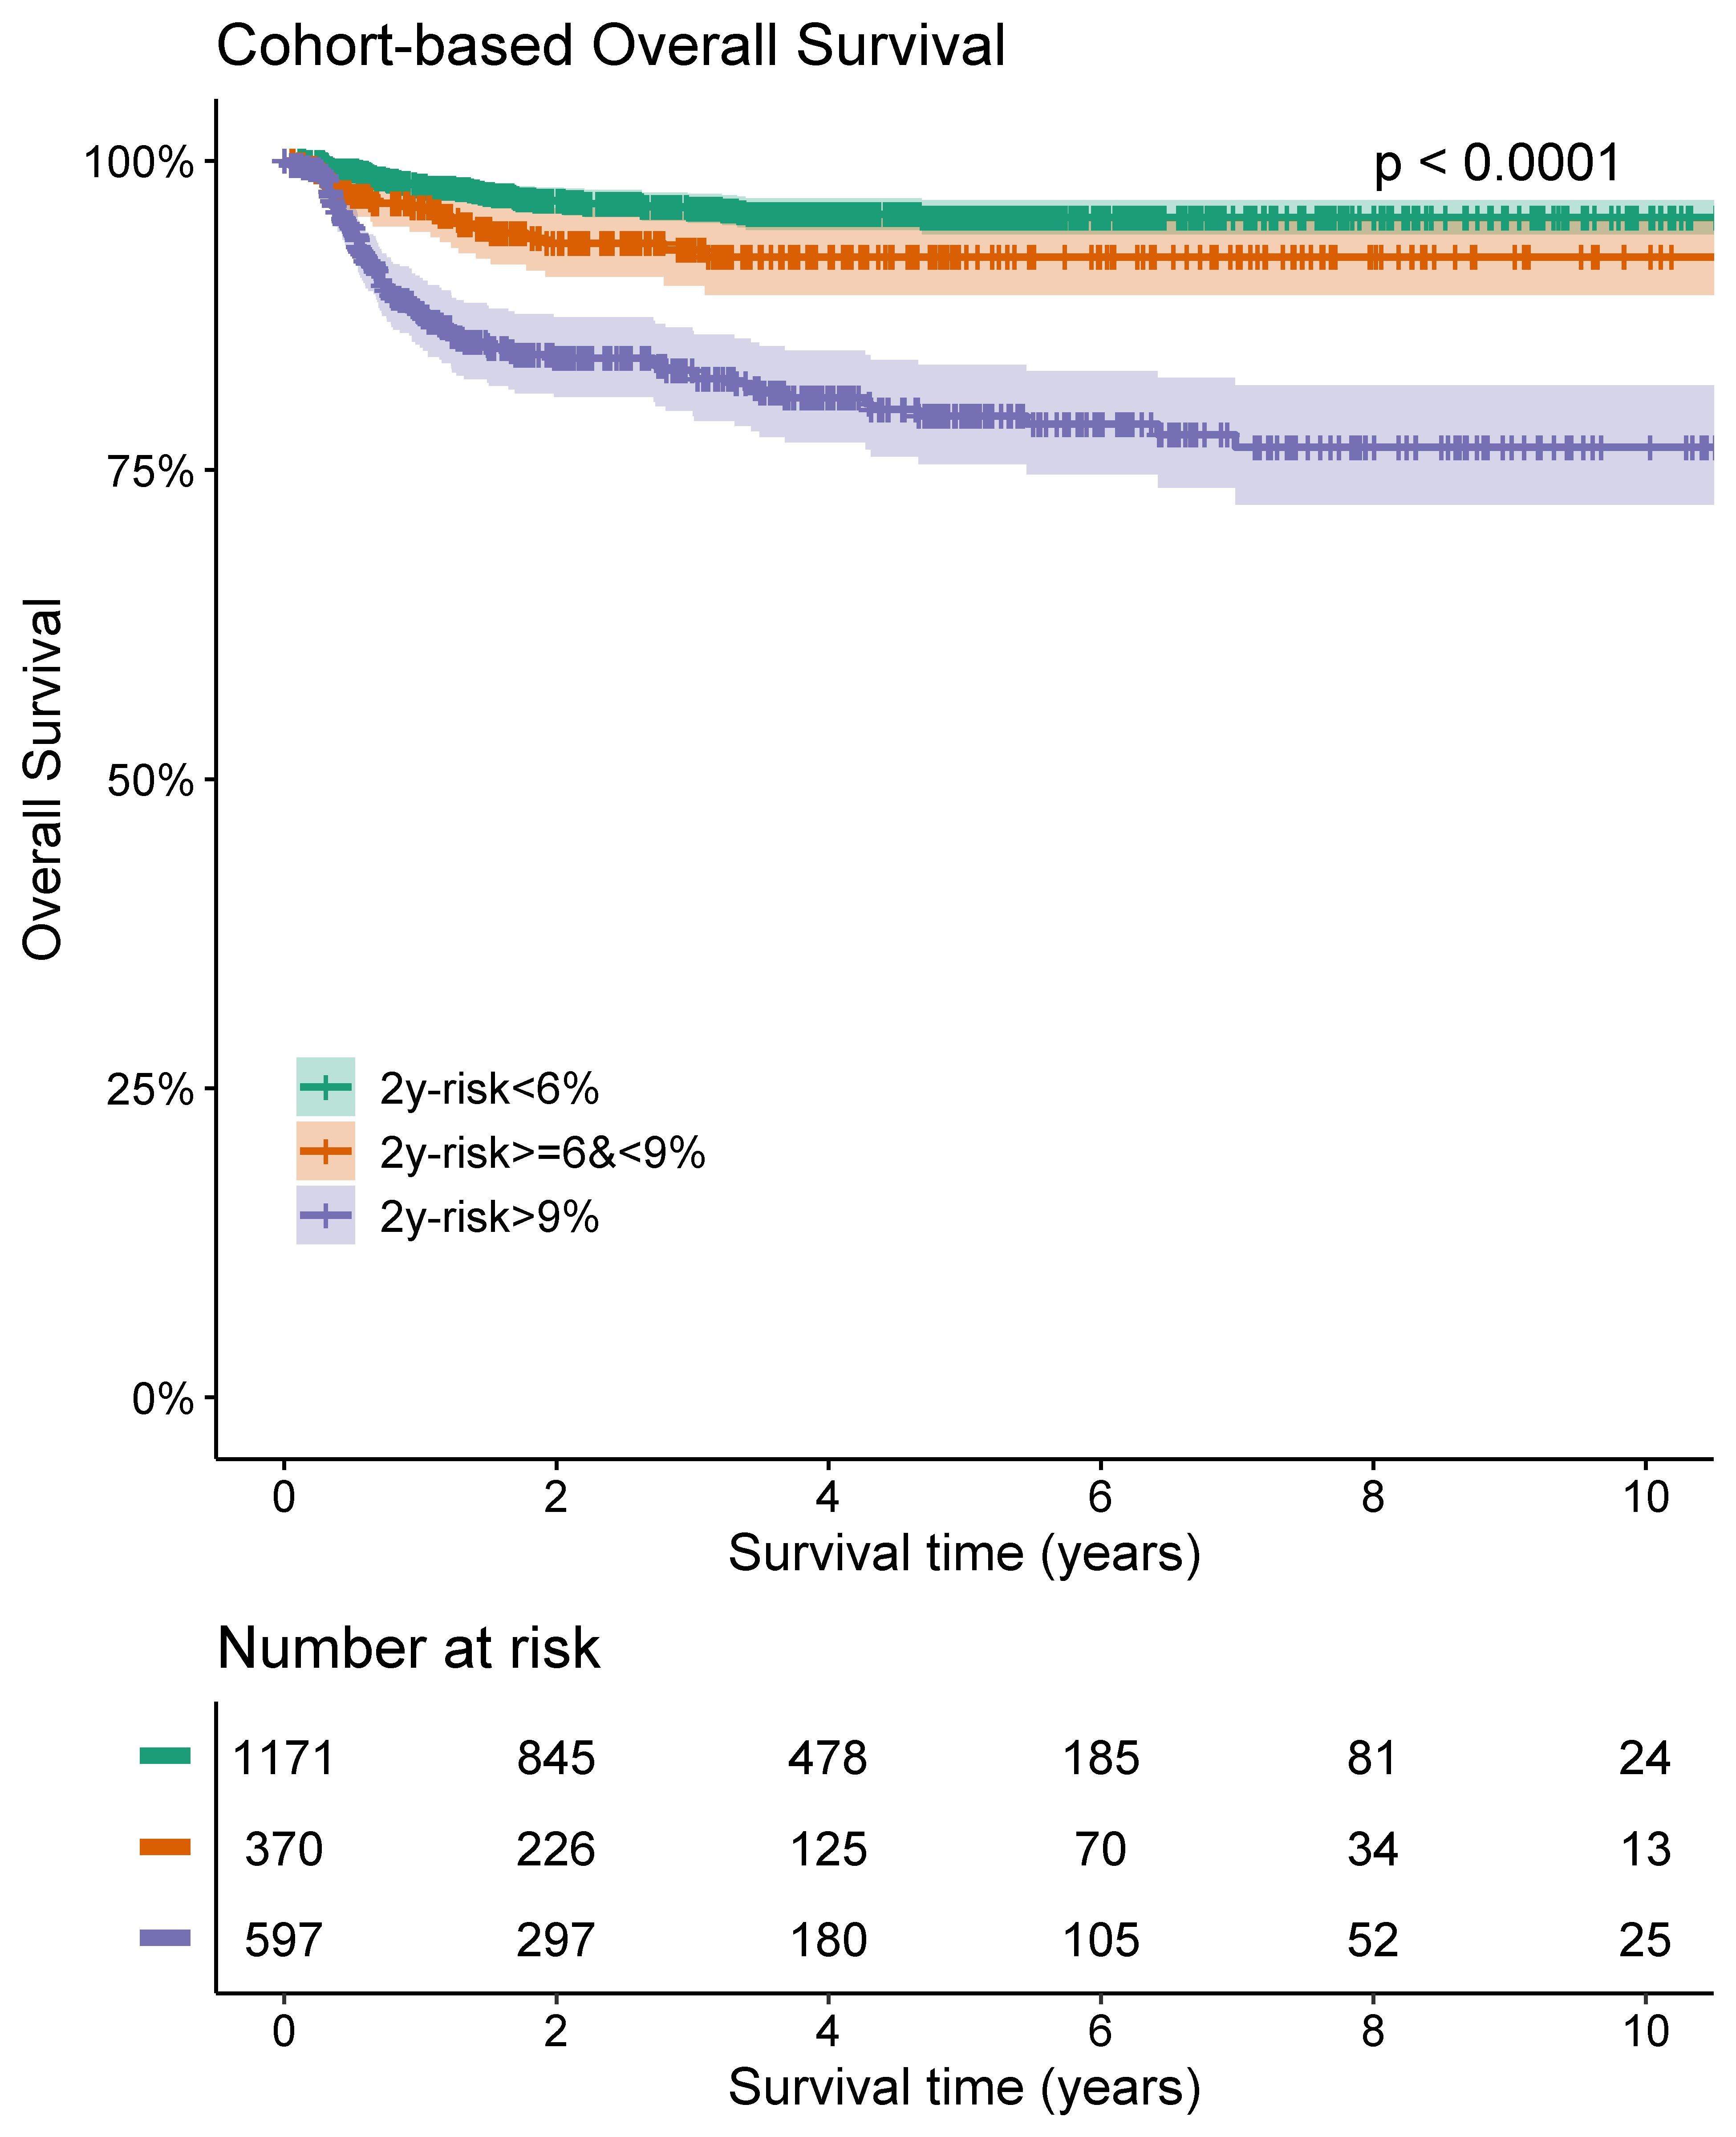 Cohort-based Overall Survival
100%
p < 0.0001
75%
Overall Survival
50%
25%
2y-risk<6%
2y-risk>=6&<9%
2y-risk>9%
0%
0 2 4 6 8 10
Survival time (years)
Number at risk
1171 845 478 185 81 24
370 226 125 70 34 13
597 297 180 105 52 25
0 2 4 6 8 10
Survival time (years)